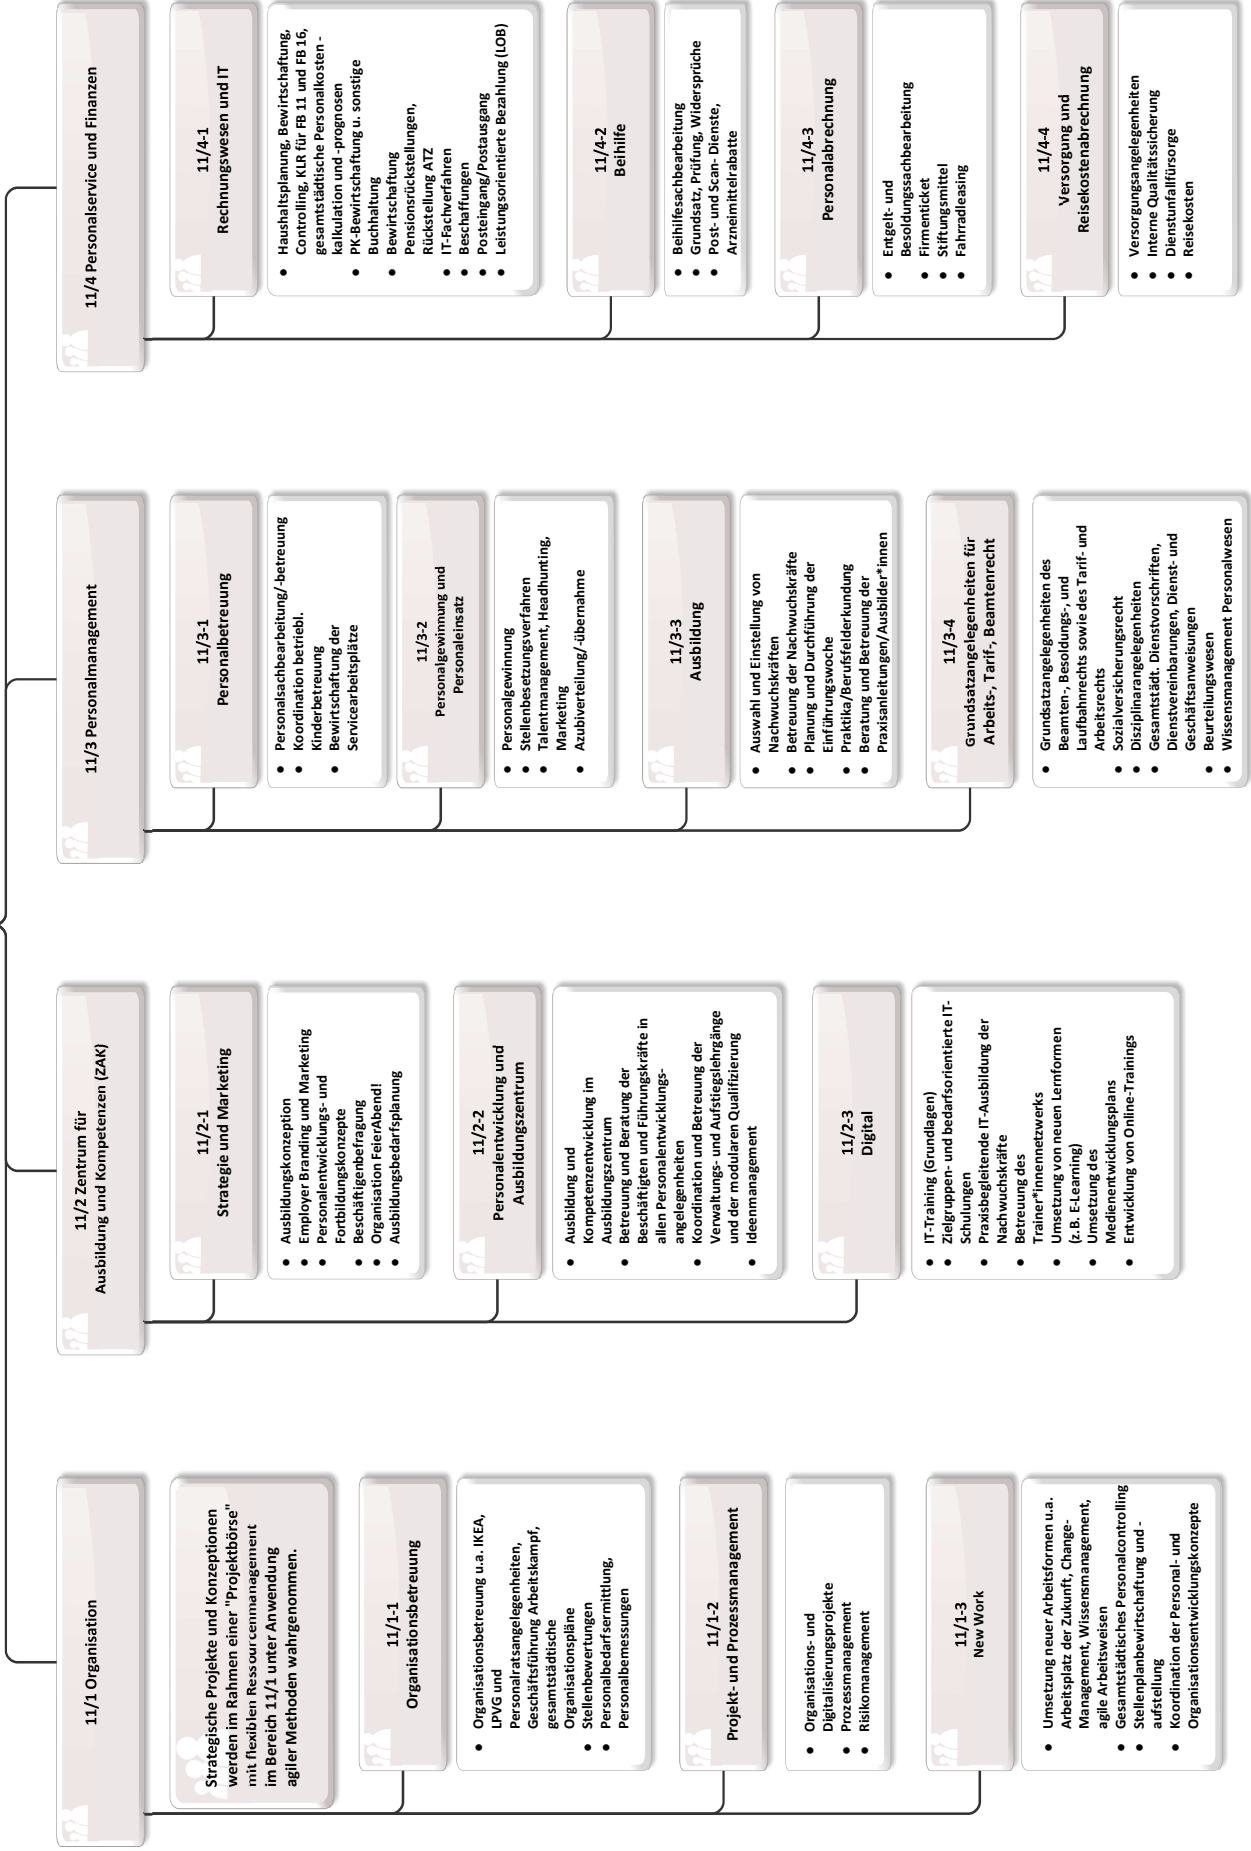 11/1 Organisation
Strategische Projekte und Konzeptionen
werden im Rahmen einer "Projektbörse"
mit flexiblen Ressourcenmanagement
im Bereich 11/1 unter Anwendung
agiler Methoden wahrgenommen.
11/1-1
Organisationsbetreuung
● Organisationsbetreuung u.a. IKEA,
LPVG und
Personalratsangelegenheiten,
Geschäftsführung Arbeitskampf,
gesamtstädtische
Organisationspläne
● Stellenbewertungen
● Personalbedarfsermittlung,
Personalbemessungen
11/1-2
Projekt- und Prozessmanagement
● Organisations- und
Digitalisierungsprojekte
● Prozessmanagement
● Risikomanagement
11/1-3
New Work
● Umsetzung neuer Arbeitsformen u.a.
Arbeitsplatz der Zukunft, Change-
Management, Wissensmanagement,
agile Arbeitsweisen
● Gesamtstädtisches Personalcontrolling
● Stellenplanbewirtschaftung und -
aufstellung
● Koordination der Personal- und
Organisationsentwicklungskonzepte
11/2 Zentrum für
Ausbildung und Kompetenzen (ZAK)
11/2-1
Strategie und Marketing
● Ausbildungskonzeption
● Employer Branding und Marketing
● Personalentwicklungs- und
Fortbildungskonzepte
● Beschäftigenbefragung
● Organisation FeierAbend!
● Ausbildungsbedarfsplanung
11/2-2
Personalentwicklung und
Ausbildungszentrum
● Ausbildung und
Kompetenzentwicklung im
Ausbildungszentrum
● Betreuung und Beratung der
Beschäftigten und Führungskräfte in
allen Personalentwicklungs-
angelegenheiten
● Koordination und Betreuung der
Verwaltungs- und Aufstiegslehrgänge
und der modularen Qualifizierung
● Ideenmanagement
11/2-3
Digital
● IT-Training (Grundlagen)
● Zielgruppen- und bedarfsorientierte IT-
Schulungen
● Praxisbegleitende IT-Ausbildung der
Nachwuchskräfte
● Betreuung des
Trainer*innennetzwerks
● Umsetzung von neuen Lernformen
(z.B. E-Learning)
● Umsetzung des
Medienentwicklungsplans
● Entwicklung von Online-Trainings
11/3 Personalmanagement
11/3-1
Personalbetreuung
● Personalsachbearbeitung/-betreuung
● Koordination betriebl.
Kinderbetreuung
● Bewirtschaftung der
Servicearbeitsplätze
11/3-2
Personalgewinnung und
Personaleinsatz
● Personalgewinnung
● Stellenbesetzungsverfahren
● Talentmanagement, Headhunting,
Marketing
● Azubiverteilung/-übernahme
11/3-3
Ausbildung
● Auswahl und Einstellung von
Nachwuchskräften
● Betreuung der Nachwuchskräfte
● Planung und Durchführung der
Einführungswoche
● Praktika/Berufsfelderkundung
● Beratung und Betreuung der
Praxisanleitungen/Ausbilder*innen
11/3-4
Grundsatzangelegenheiten für
Arbeits-, Tarif-, Beamtenrecht
● Grundsatzangelegenheiten des
Beamten-, Besoldungs-, und
Laufbahnrechts sowie des Tarif- und
Arbeitsrechts
● Sozialversicherungsrecht
● Disziplinarangelegenheiten
● Gesamtstädt. Dienstvorschriften,
Dienstvereinbarungen, Dienst- und
Geschäftsanweisungen
● Beurteilungswesen
● Wissensmanagement Personalwesen
11/4 Personalservice und Finanzen
11/4-1
Rechnungswesen und IT
● Haushaltsplanung, Bewirtschaftung,
Controlling, KLR für FB 11 und FB 16,
gesamtstädtische Personalkosten -
kalkulation und -prognosen
● PK-Bewirtschaftung u. sonstige
Buchhaltung
● Bewirtschaftung
Pensionsrückstellungen,
Rückstellung ATZ
● IT-Fachverfahren
● Beschaffungen
● Posteingang/Postausgang
● Leistungsorientierte Bezahlung (LOB)
11/4-2
Beihilfe
● Beihilfesachbearbeitung
● Grundsatz, Prüfung, Widersprüche
● Post- und Scan- Dienste,
Arzneimittelrabatte
11/4-3
Personalabrechnung
● Entgelt- und
Besoldungssachbearbeitung
● Firmenticket
● Stiftungsmittel
● Fahrradleasing
11/4-4
Versorgung und
Reisekostenabrechnung
● Versorgungsangelegenheiten
● Interne Qualitätssicherung
● Dienstunfallfürsorge
● Reisekosten